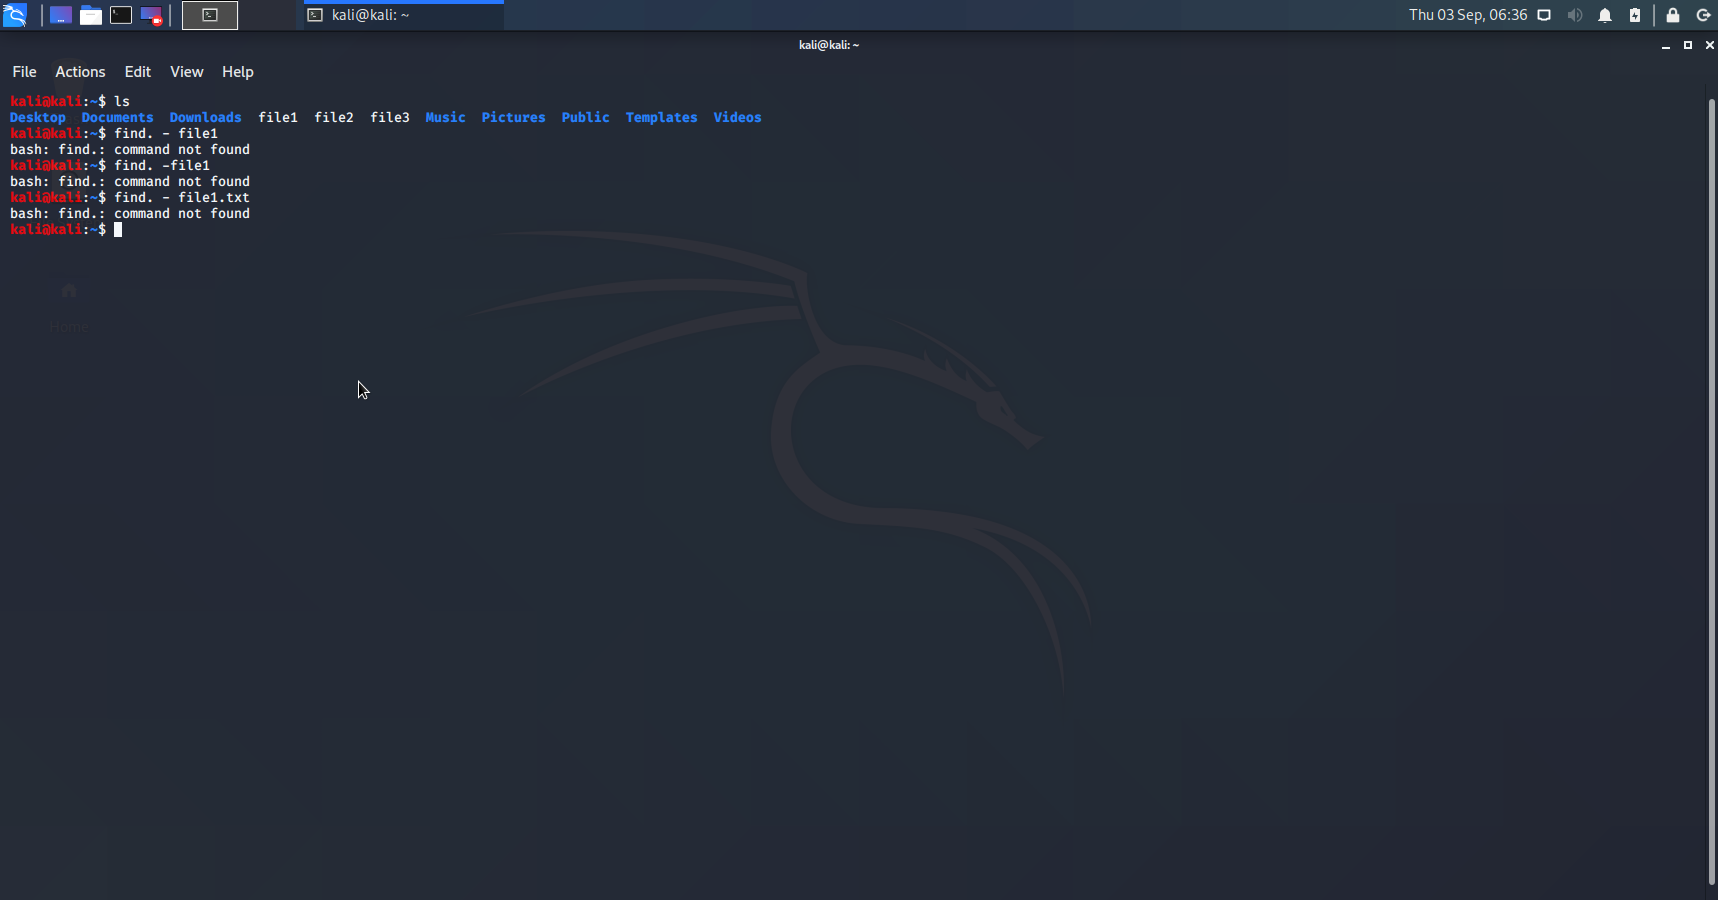 kali@kali: ~
Thu 03 Sep, 06:36
kali@kali: ~
File Actions Edit View Help
kali@kali:~$ ls
Desktop Documents Downloads file1 file2 file3 Music Pictures Public Templates Videos
kali@kali:~$ find. - file1
bash: find.: command not found
kali@kali:~$ find. -file1
bash: find.: command not found
kali@kali:~$ find. - file1.txt
bash: find.: command not found
kali@kali:~$
Home